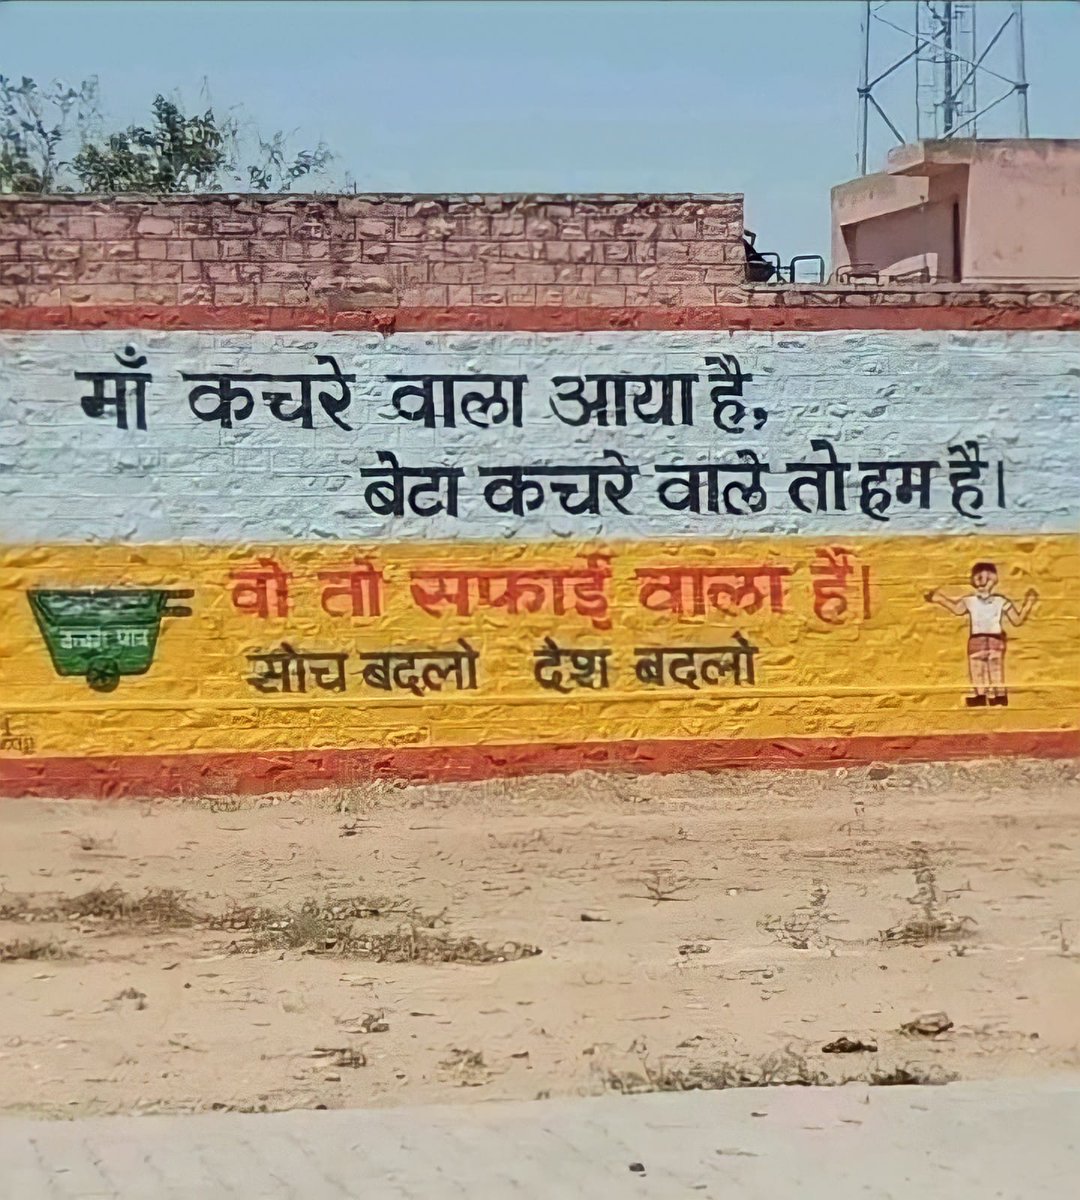 माँ कचरे वाला आया है,
बेटा कचरे वाले तो हम है।
वो तो सफाई वाला है।
सोच बदलो देश बदलो